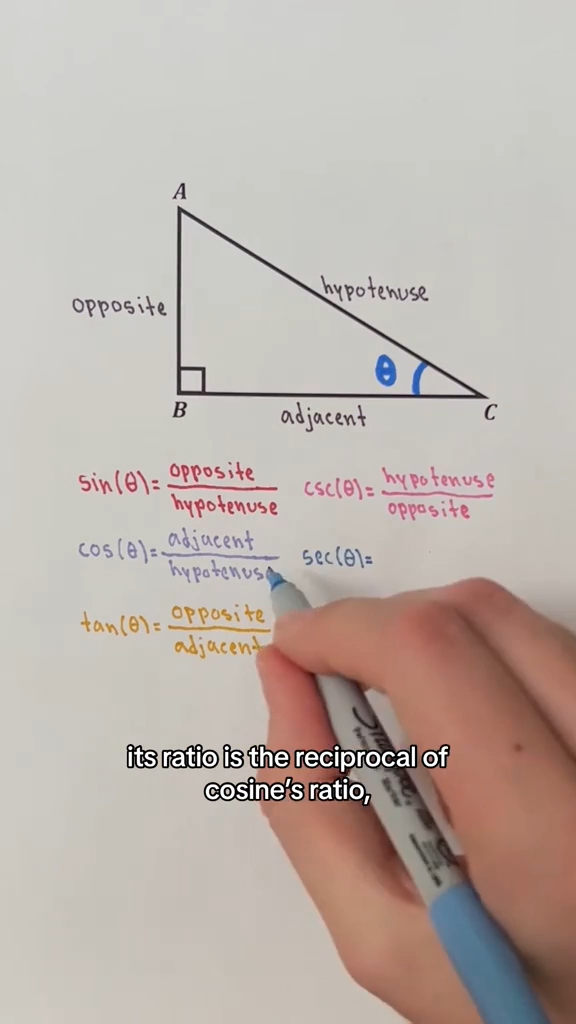 A
opposite
hypotenuse
θ
B
adjacent
C
sin(θ)= opposite
hypotenuse
csc(θ)= hypotenuse
opposite
cos(θ)= adjacent
hypotenuse
sec(θ)=
tan(θ)= opposite
adjacent
its ratio is the reciprocal of
cosine's ratio,
Sharpie